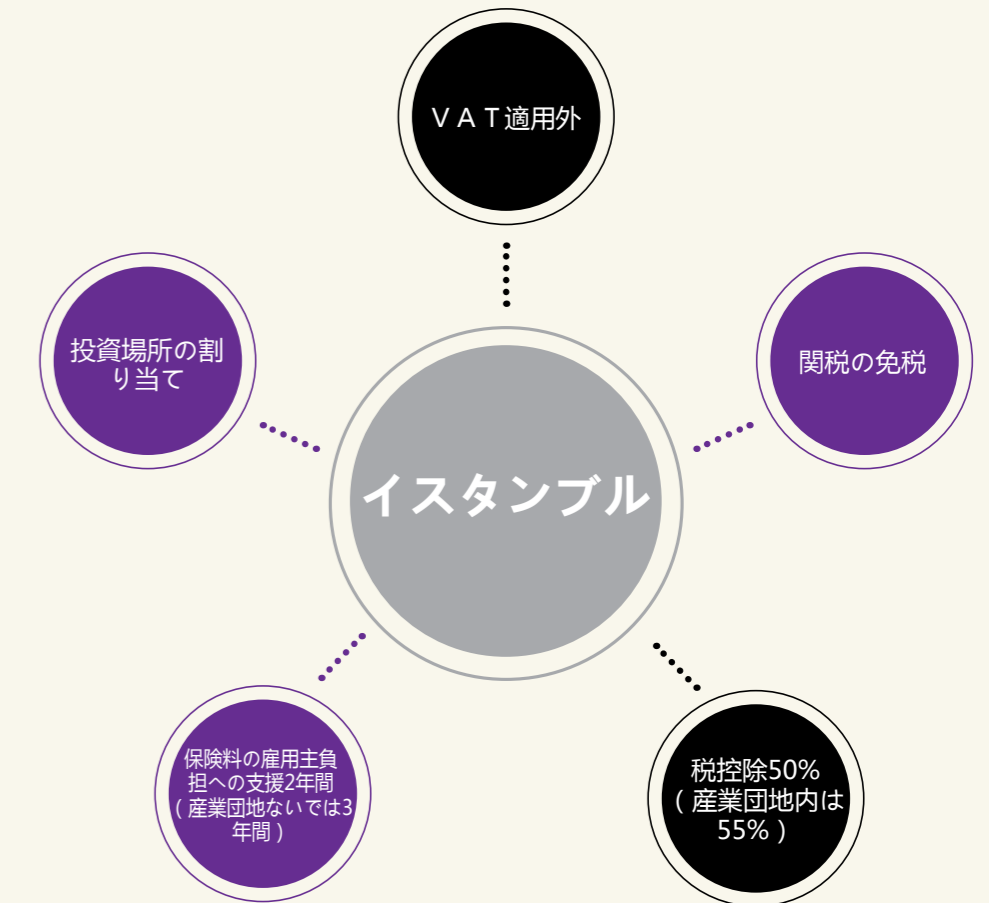 ＶＡＴ適用外
投資場所の割
り当て
関税の免税
イスタンブル
保険料の雇用主負
担への支援2年間
（産業団地ないでは3
年間）
税控除50%
（産業団地内は
55%）